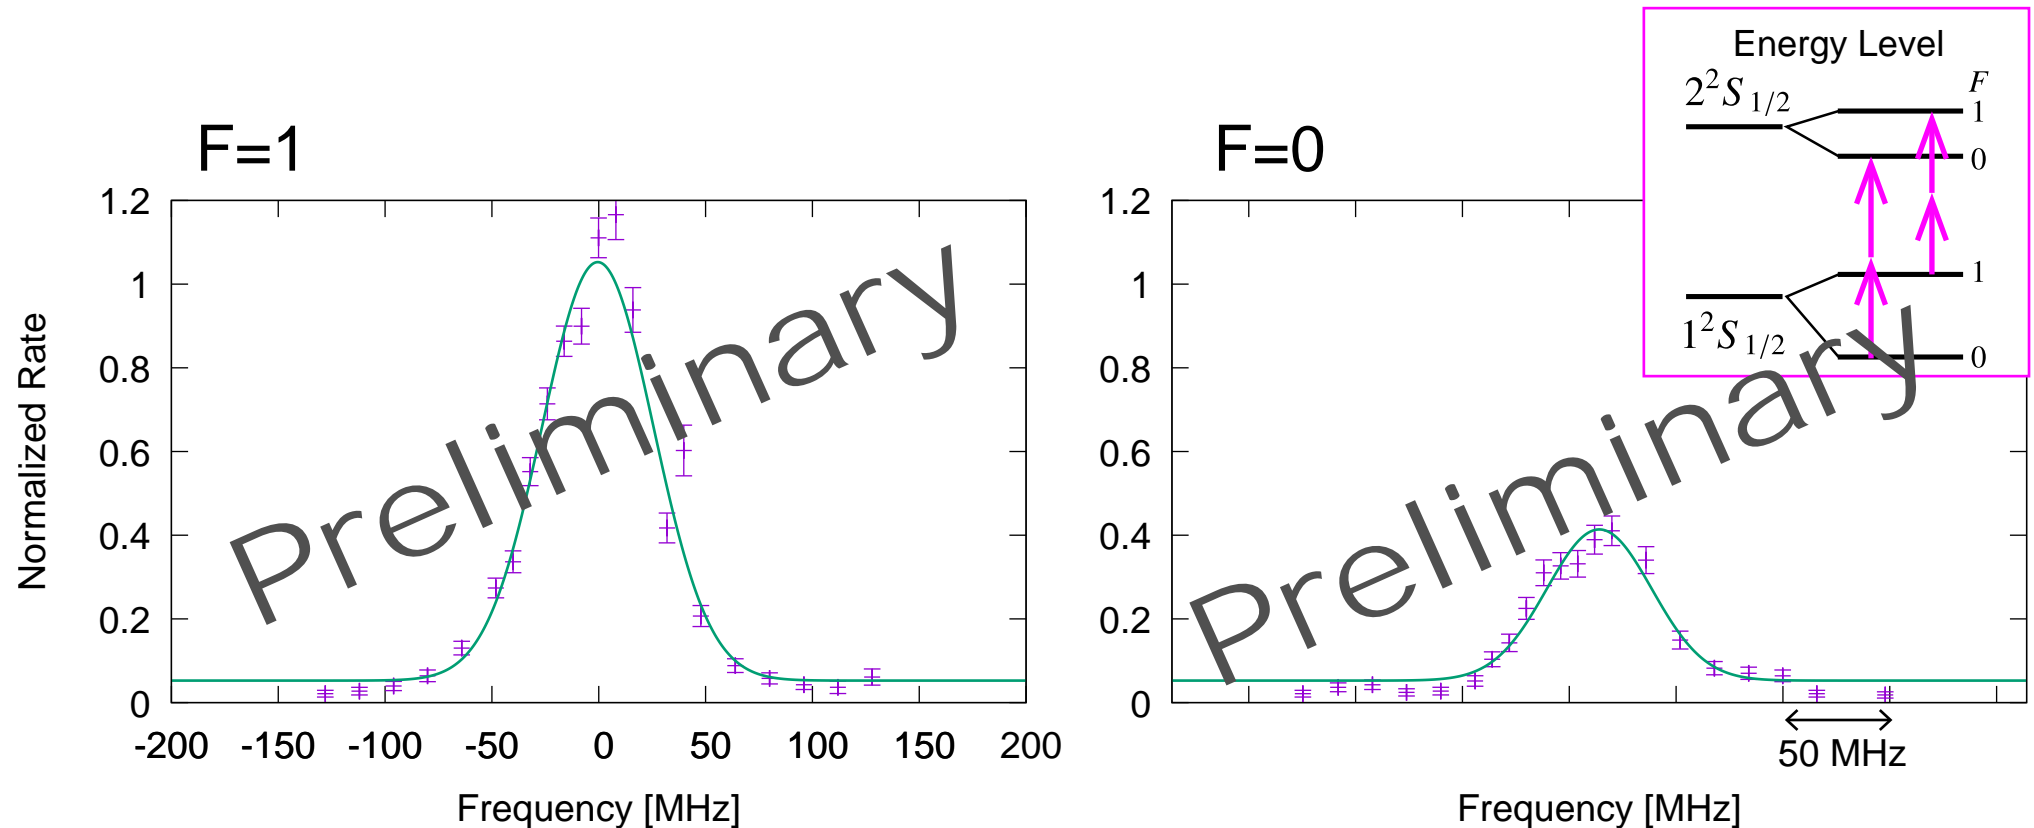 Energy Level
F
2²S 1/2
1
0
1²S 1/2
1
0
F=1
F=0
1.2
1
0.8
0.6
0.4
0.2
0
Normalized Rate
-200 -150 -100 -50 0 50 100 150 200
Frequency [MHz]
Preliminary
1.2
1
0.8
0.6
0.4
0.2
0
50 MHz
Frequency [MHz]
Preliminary